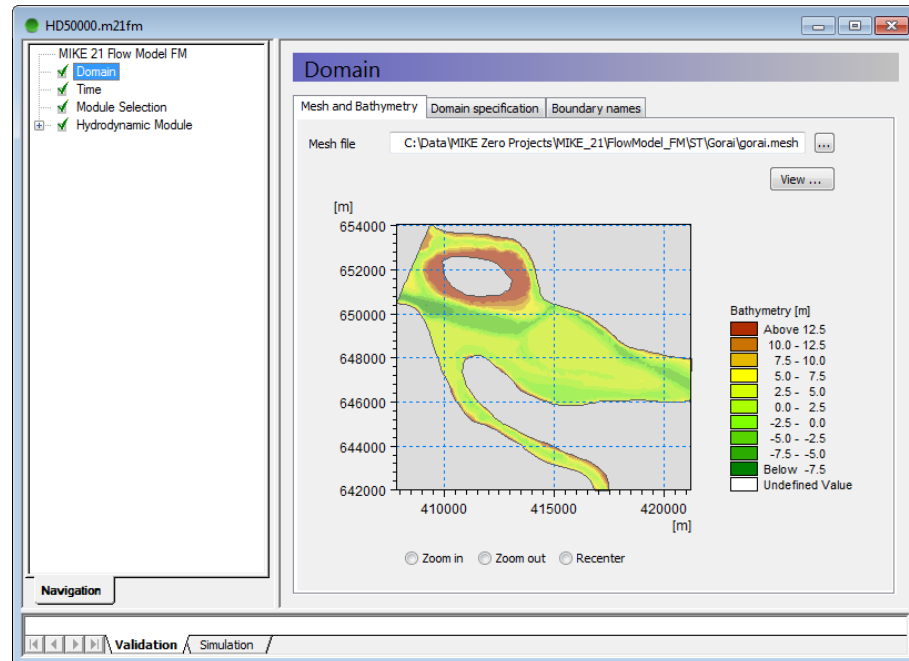 HD50000.m21fm
MIKE 21 Flow Model FM
Domain
Time
Module Selection
Hydrodynamic Module
Navigation
Domain
Mesh and Bathymetry Domain specification Boundary names
Mesh file C:\Data\MIKE Zero Projects\MIKE_21\FlowModel_FM\ST\Gorai\gorai.mesh ...
View ...
[m]
654000
652000
650000
648000
646000
644000
642000
410000 415000 420000
[m]
Bathymetry [m]
Above 12.5
10.0 - 12.5
7.5 - 10.0
5.0 - 7.5
2.5 - 5.0
0.0 - 2.5
-2.5 - 0.0
-5.0 - -2.5
-7.5 - -5.0
Below -7.5
Undefined Value
Zoom in Zoom out Recenter
Validation Simulation